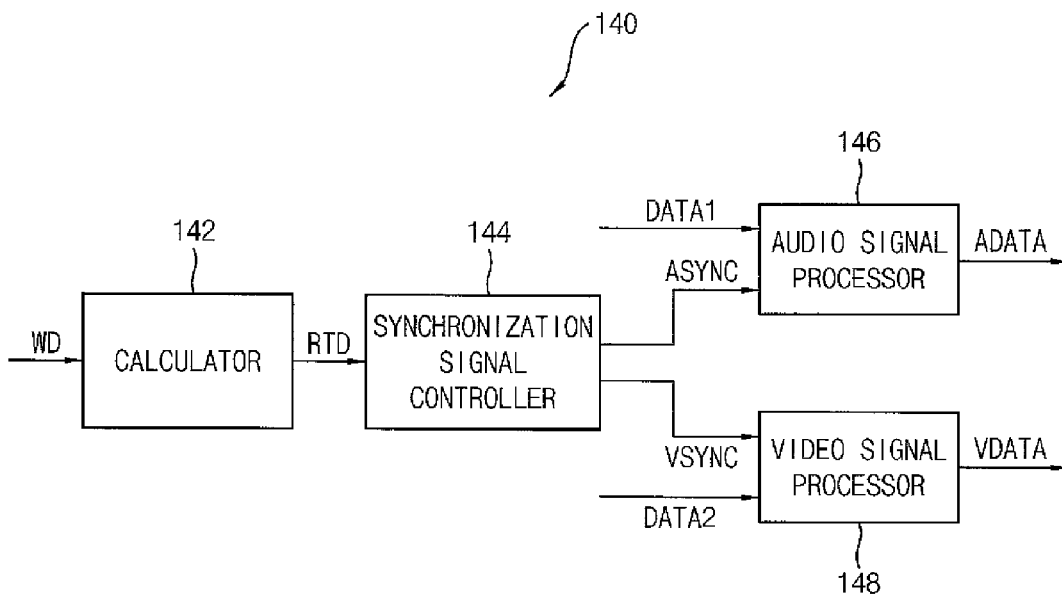 140
146
DATA1
AUDIO SIGNAL
PROCESSOR
ADATA
142
144
ASYNC
WD
CALCULATOR
RTD
SYNCHRONIZATION
SIGNAL
CONTROLLER
VSYNC
VIDEO SIGNAL
PROCESSOR
VDATA
DATA2
148